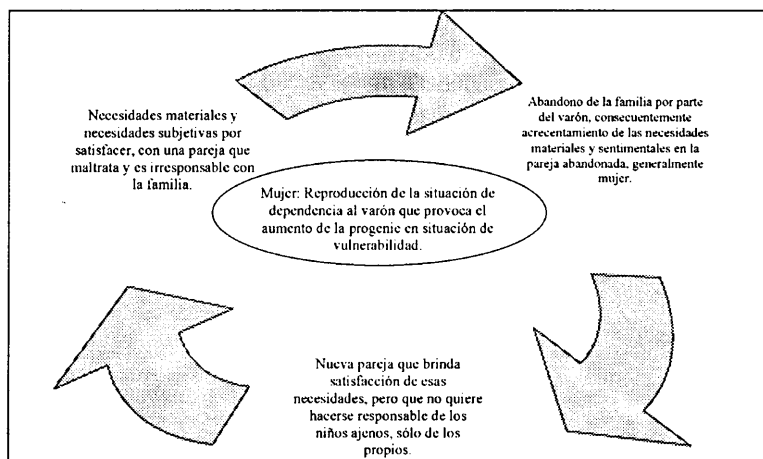 Necesidades materiales y
necesidades subjetivas por
satisfacer, con una pareja que
maltrata y es irresponsable con
la familia.
Abandono de la familia por parte
del varón, consecuentemente
acrecentamiento de las necesidades
materiales y sentimentales en la
pareja abandonada, generalmente
mujer.
Mujer: Reproducción de la situación de
dependencia al varón que provoca el
aumento de la progenie en situación de
vulnerabilidad.
Nueva pareja que brinda
satisfacción de esas
necesidades, pero que no quiere
hacerse responsable de los
niños ajenos, sólo de los
propios.